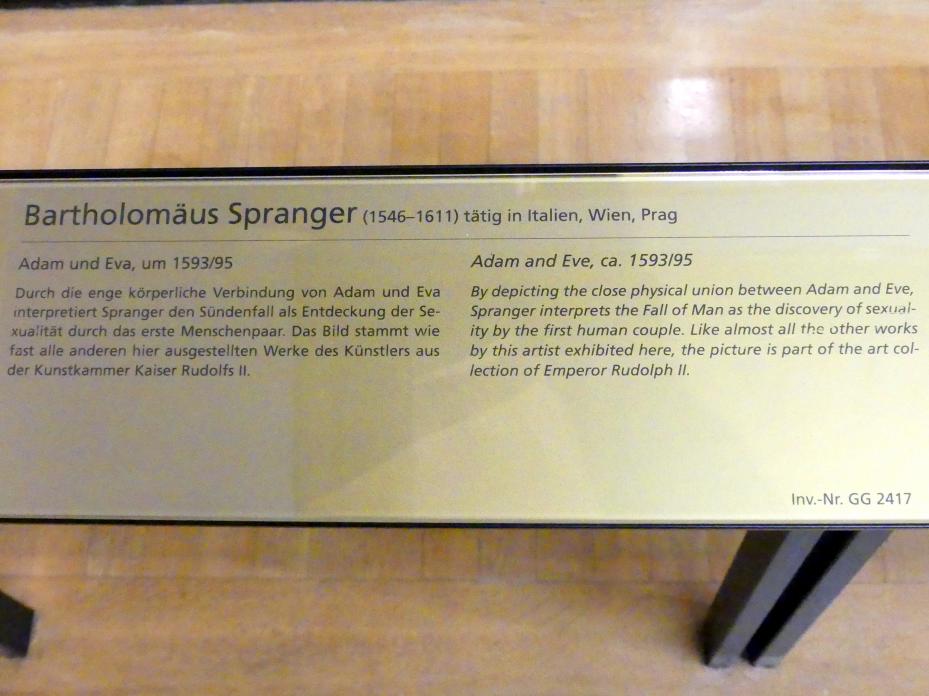 Bartholomäus Spranger (1546–1611) tätig in Italien, Wien, Prag
Adam und Eva, um 1593/95
Durch die enge körperliche Verbindung von Adam und Eva
interpretiert Spranger den Sündenfall als Entdeckung der Se-
xualität durch das erste Menschenpaar. Das Bild stammt wie
fast alle anderen hier ausgestellten Werke des Künstlers aus
der Kunstkammer Kaiser Rudolfs II.
Adam and Eve, ca. 1593/95
By depicting the close physical union between Adam and Eve,
Spranger interprets the Fall of Man as the discovery of sexual-
ity by the first human couple. Like almost all the other works
by this artist exhibited here, the picture is part of the art col-
lection of Emperor Rudolph II.
Inv.-Nr. GG 2417